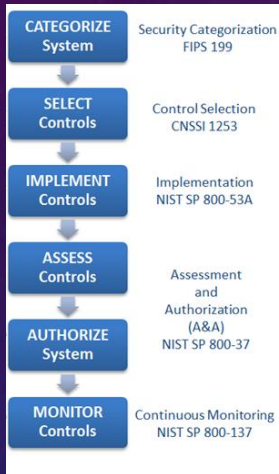 CATEGORIZE
System
Security Categorization
FIPS 199
SELECT
Controls
Control Selection
CNSSI 1253
IMPLEMENT
Controls
Implementation
NIST SP 800-53A
ASSESS
Controls
Assessment
and
Authorization
(A&A)
NIST SP 800-37
AUTHORIZE
System
MONITOR
Controls
Continuous Monitoring
NIST SP 800-137